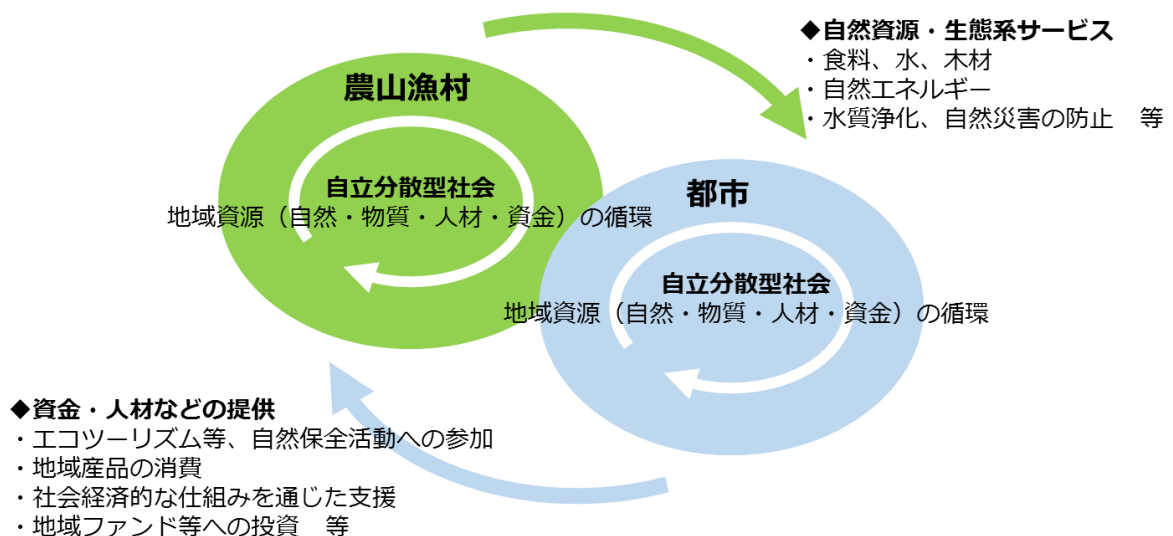 ◆自然資源・生態系サービス
・食料、水、木材
・自然エネルギー
・水質浄化、自然災害の防止　等
農山漁村
自立分散型社会
地域資源（自然・物質・人材・資金）の循環
都市
自立分散型社会
地域資源（自然・物質・人材・資金）の循環
◆資金・人材などの提供
・エコツーリズム等、自然保全活動への参加
・地域産品の消費
・社会経済的な仕組みを通じた支援
・地域ファンド等への投資　等